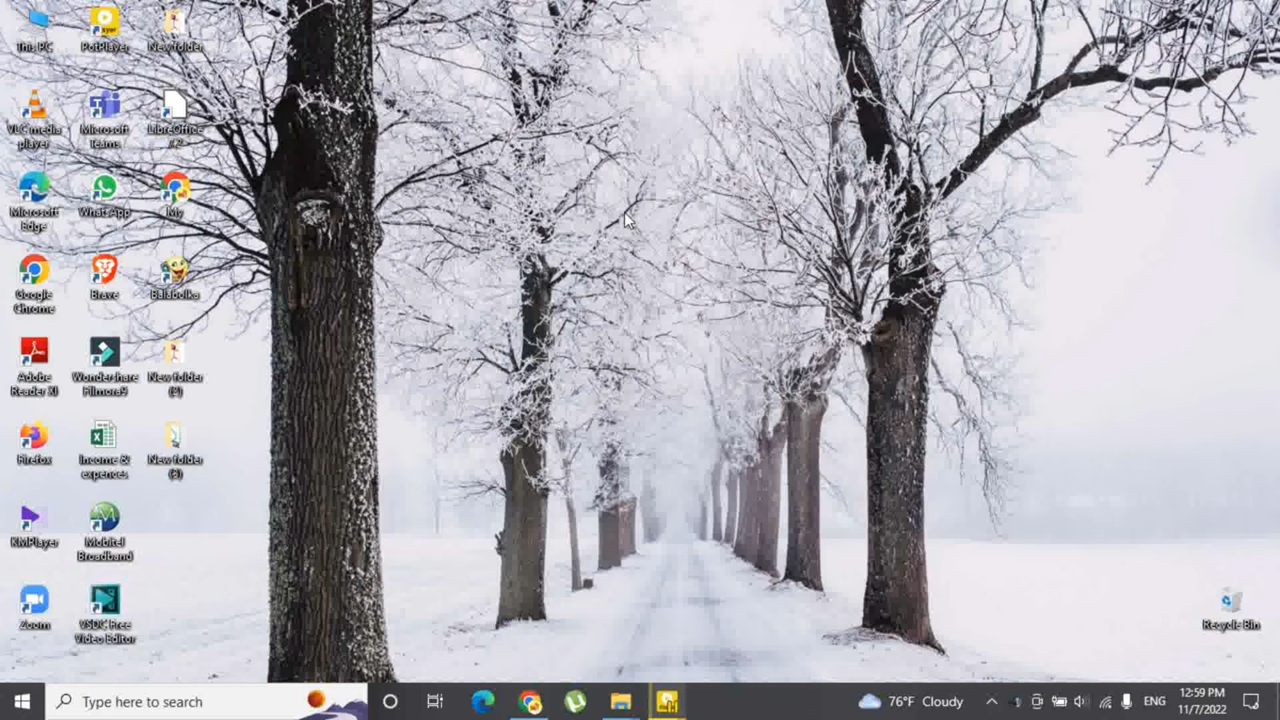 This PC
PotPlayer
New folder
VLC media
player
Microsoft
Teams
LibreOffice
7.2
Microsoft
Edge
WhatsApp
My
Google
Chrome
Brave
Balabolka
Adobe
Reader XI
Wondershare
Filmora9
New folder
(2)
Firefox
Income &
expences
New folder
(3)
KMPlayer
Mobitel
Broadband
Zoom
VSDC Free
Video Editor
Recycle Bin
Type here to search
76°F Cloudy
ENG
12:59 PM
11/7/2022